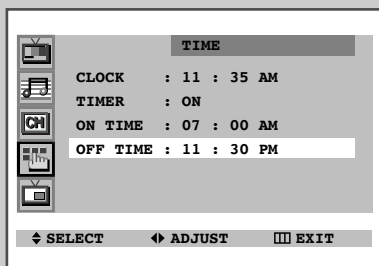 TIME
CLOCK : 11 : 35 AM
TIMER : ON
CH
ON TIME : 07 : 00 AM
OFF TIME : 11 : 30 PM
SELECT ADJUST EXIT